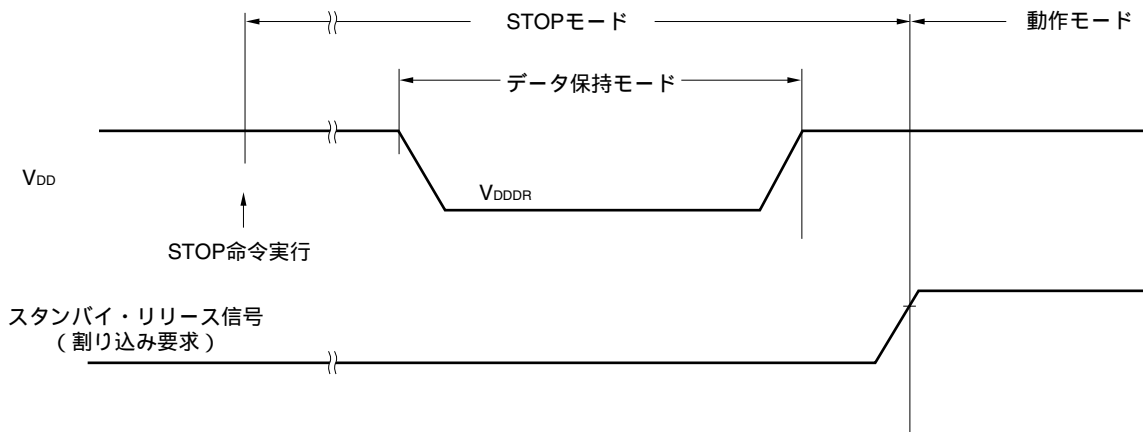 STOPモード
動作モード
データ保持モード
VDD
VDDDR
STOP命令実行
スタンバイ・リリース信号
(割り込み要求)